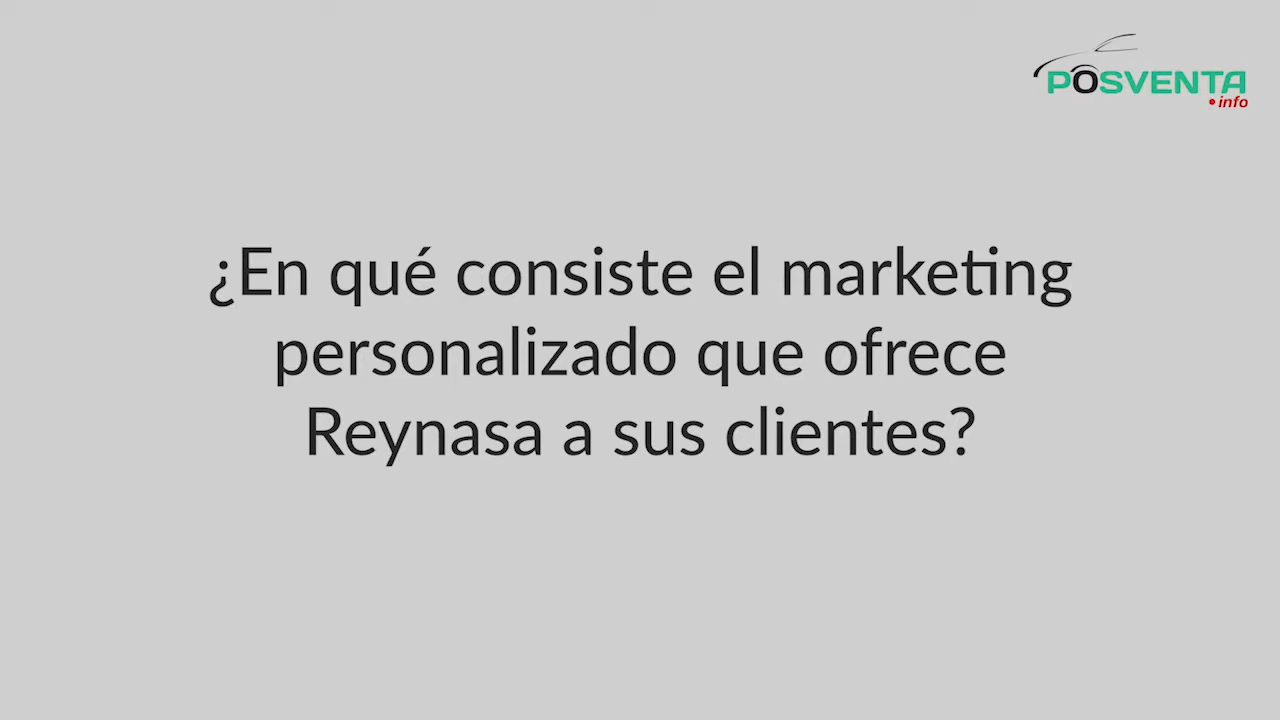 POSVENTA
info
¿En qué consiste el marketing
personalizado que ofrece
Reynasa a sus clientes?